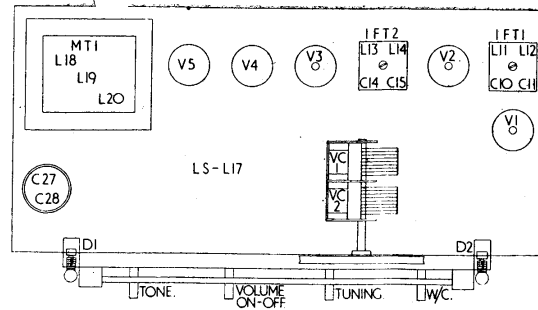 IFT2
IFT1
MT1
L18
L19
L20
V5
V4
V3
L13 L14
C14 C15
V2
L11 L12
C10 C11
V1
LS-L17
VC
1
VC
2
C27
C28
D1
D2
TONE.
VOLUME
ON-OFF.
TUNING.
W/C.